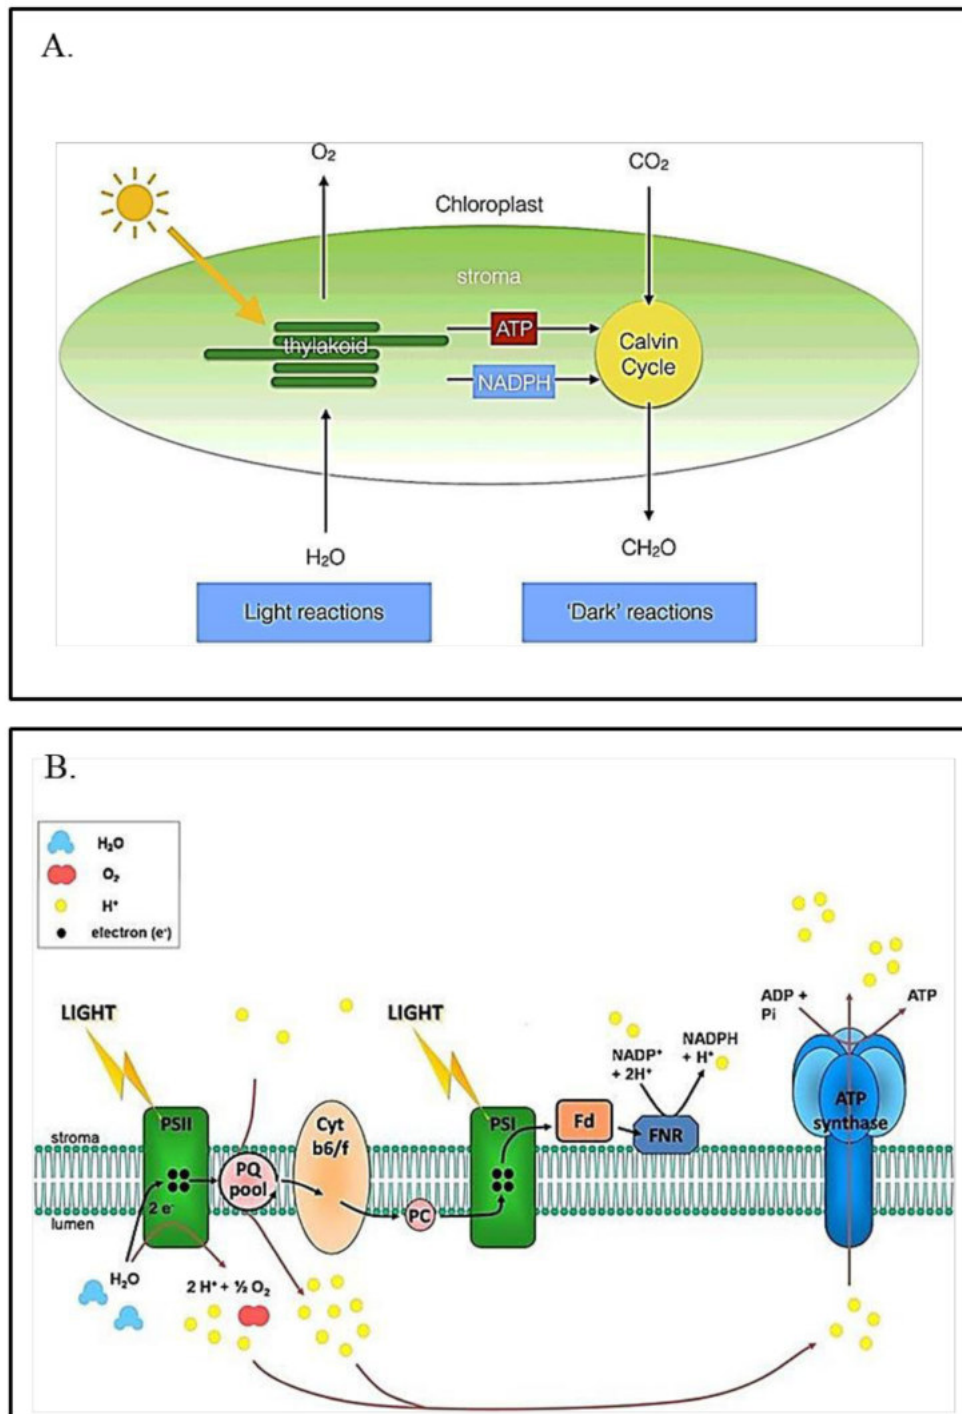 A.
O₂
CO₂
Chloroplast
stroma
thylakoid
ATP
NADPH
Calvin
Cycle
H₂O
CH₂O
Light reactions
'Dark' reactions
B.
H₂O
O₂
H⁺
electron (e⁻)
LIGHT
LIGHT
ADP +
Pi
ATP
NADP⁺
+ 2H⁺
NADPH
+ H⁺
PSII
Cyt
b6/f
PSI
Fd
FNR
ATP
synthase
stroma
PQ
pool
lumen
2 e⁻
PC
H₂O
2 H⁺ + ½ O₂